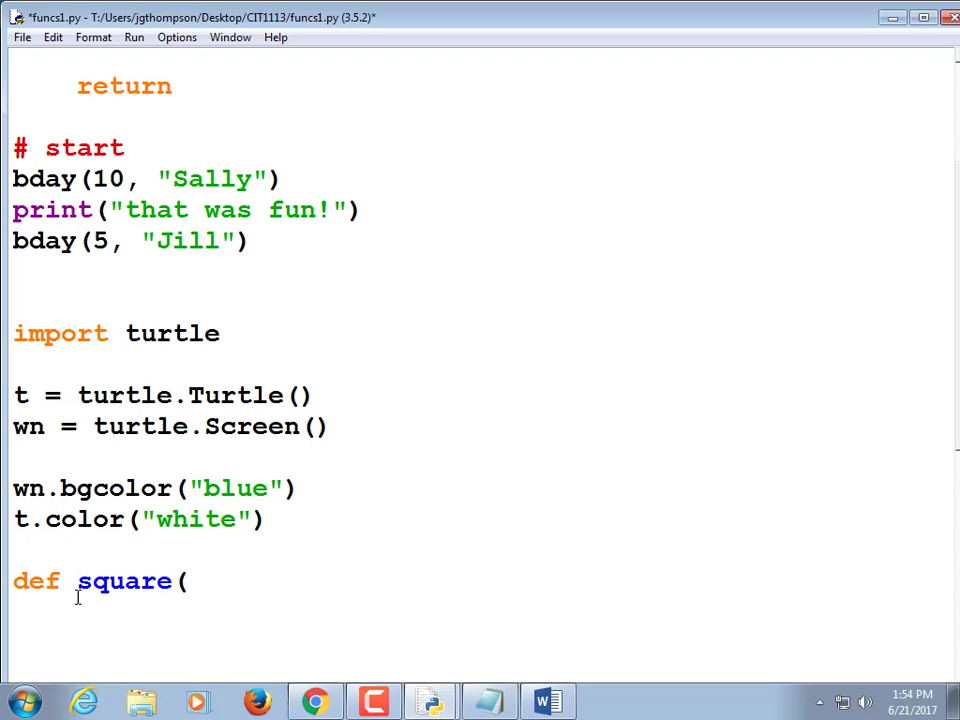 *funcs1.py - T:/Users/jgthompson/Desktop/CIT1113/funcs1.py (3.5.2)*
File Edit Format Run Options Window Help
return
# start
bday(10, "Sally")
print("that was fun!")
bday(5, "Jill")
import turtle
t = turtle.Turtle()
wn = turtle.Screen()
wn.bgcolor("blue")
t.color("white")
def square(
1:54 PM
6/21/2017